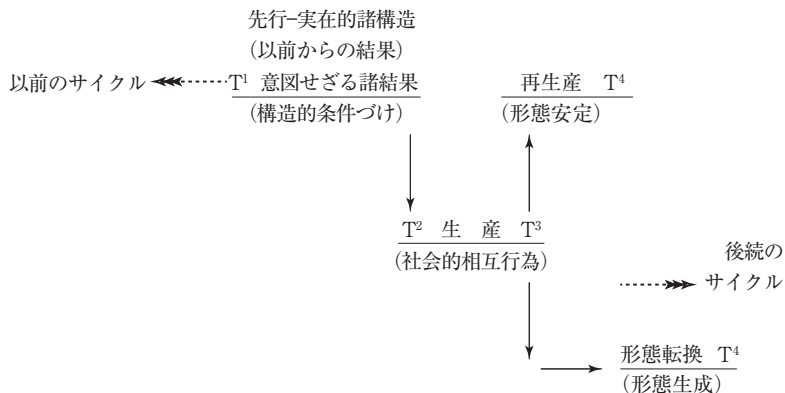 先行−実在的諸構造
(以前からの結果)
以前のサイクル
T¹ 意図せざる諸結果
(構造的条件づけ)
再生産 T⁴
(形態安定)
T² 生 産 T³
(社会的相互行為)
後続の
サイクル
形態転換 T⁴
(形態生成)